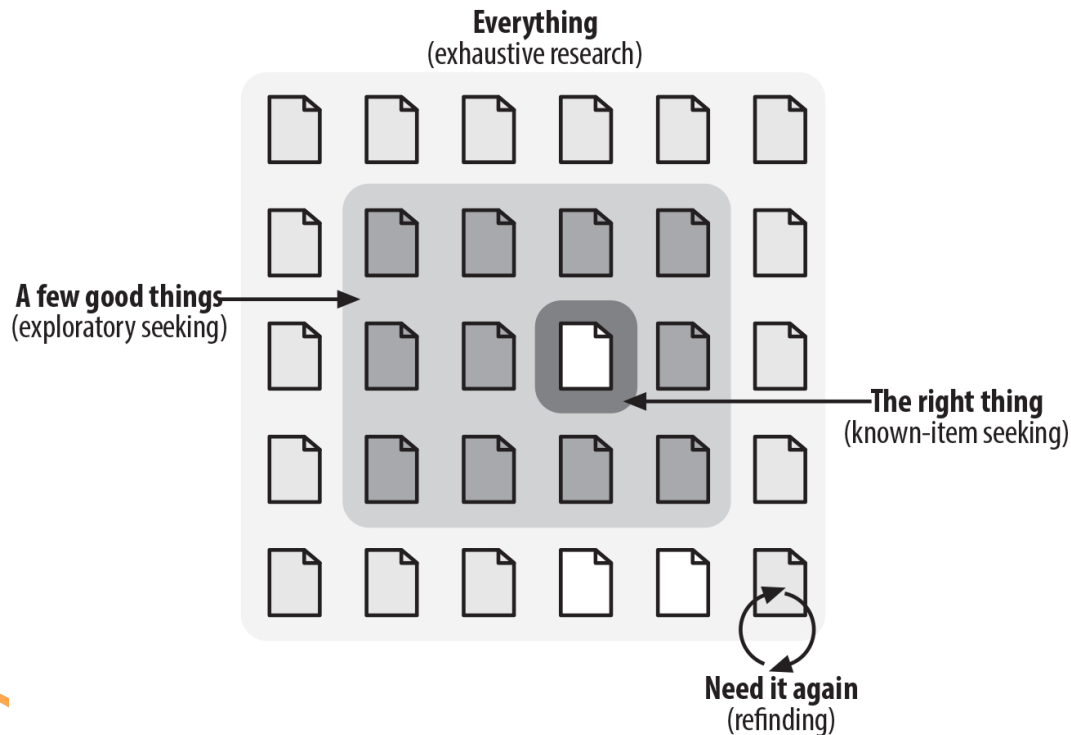 Everything
(exhaustive research)
A few good things
(exploratory seeking)
The right thing
(known-item seeking)
Need it again
(refinding)